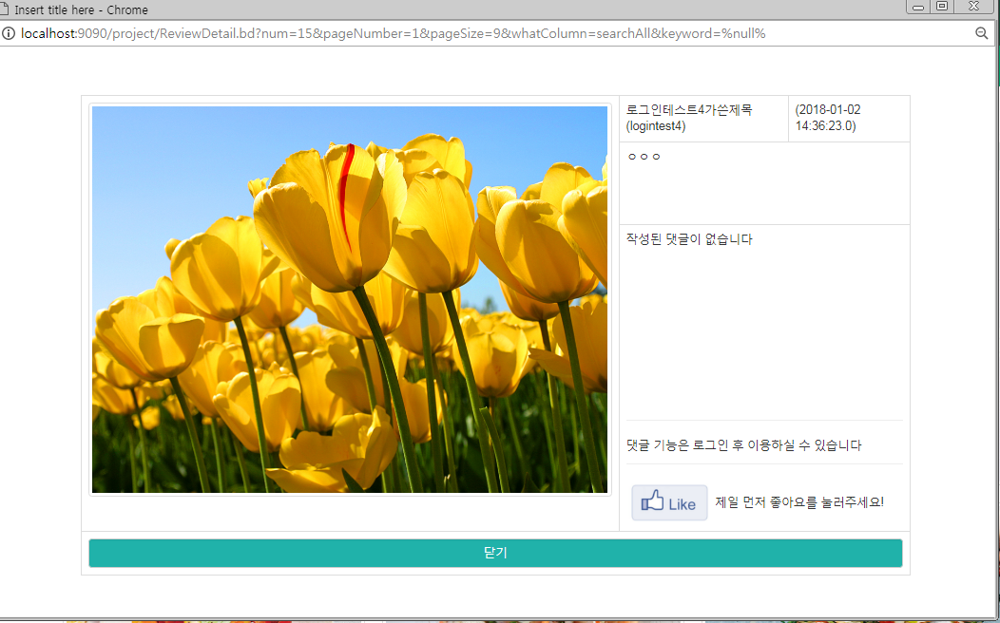 Insert title here - Chrome
localhost:9090/project/ReviewDetail.bd?num=15&pageNumber=1&pageSize=9&whatColumn=searchAll&keyword=%null%
로그인테스트4가쓴제목
(logintest4)
(2018-01-02
14:36:23.0)
ㅇㅇㅇ
작성된 댓글이 없습니다
댓글 기능은 로그인 후 이용하실 수 있습니다
Like
제일 먼저 좋아요를 눌러주세요!
닫기